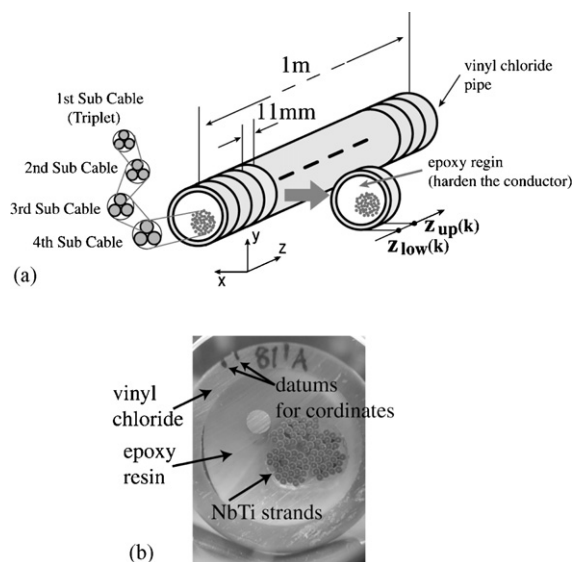 1m
11mm
vinyl chloride
pipe
1st Sub Cable
(Triplet)
2nd Sub Cable
3rd Sub Cable
4th Sub Cable
epoxy regin
(harden the conductor)
zup(k)
zlow(k)
y
z
x
(a)
811A
vinyl
chloride
datums
for cordinates
epoxy
resin
NbTi strands
(b)